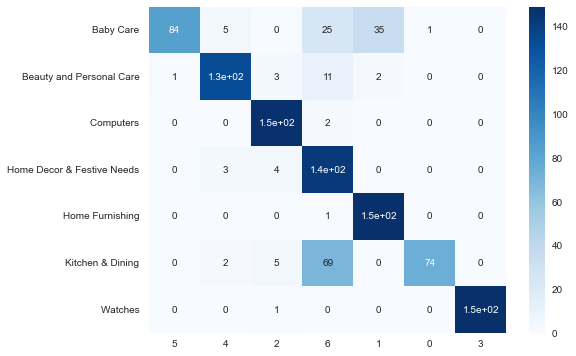 Baby Care 84 5 0 25 35 1 0
Beauty and Personal Care 1 1.3e+02 3 11 2 0 0
Computers 0 0 1.5e+02 2 0 0 0
Home Decor & Festive Needs 0 3 4 1.4e+02 0 0 0
Home Furnishing 0 0 0 1 1.5e+02 0 0
Kitchen & Dining 0 2 5 69 0 74 0
Watches 0 0 1 0 0 0 1.5e+02
5 4 2 6 1 0 3
140
120
100
80
60
40
20
0